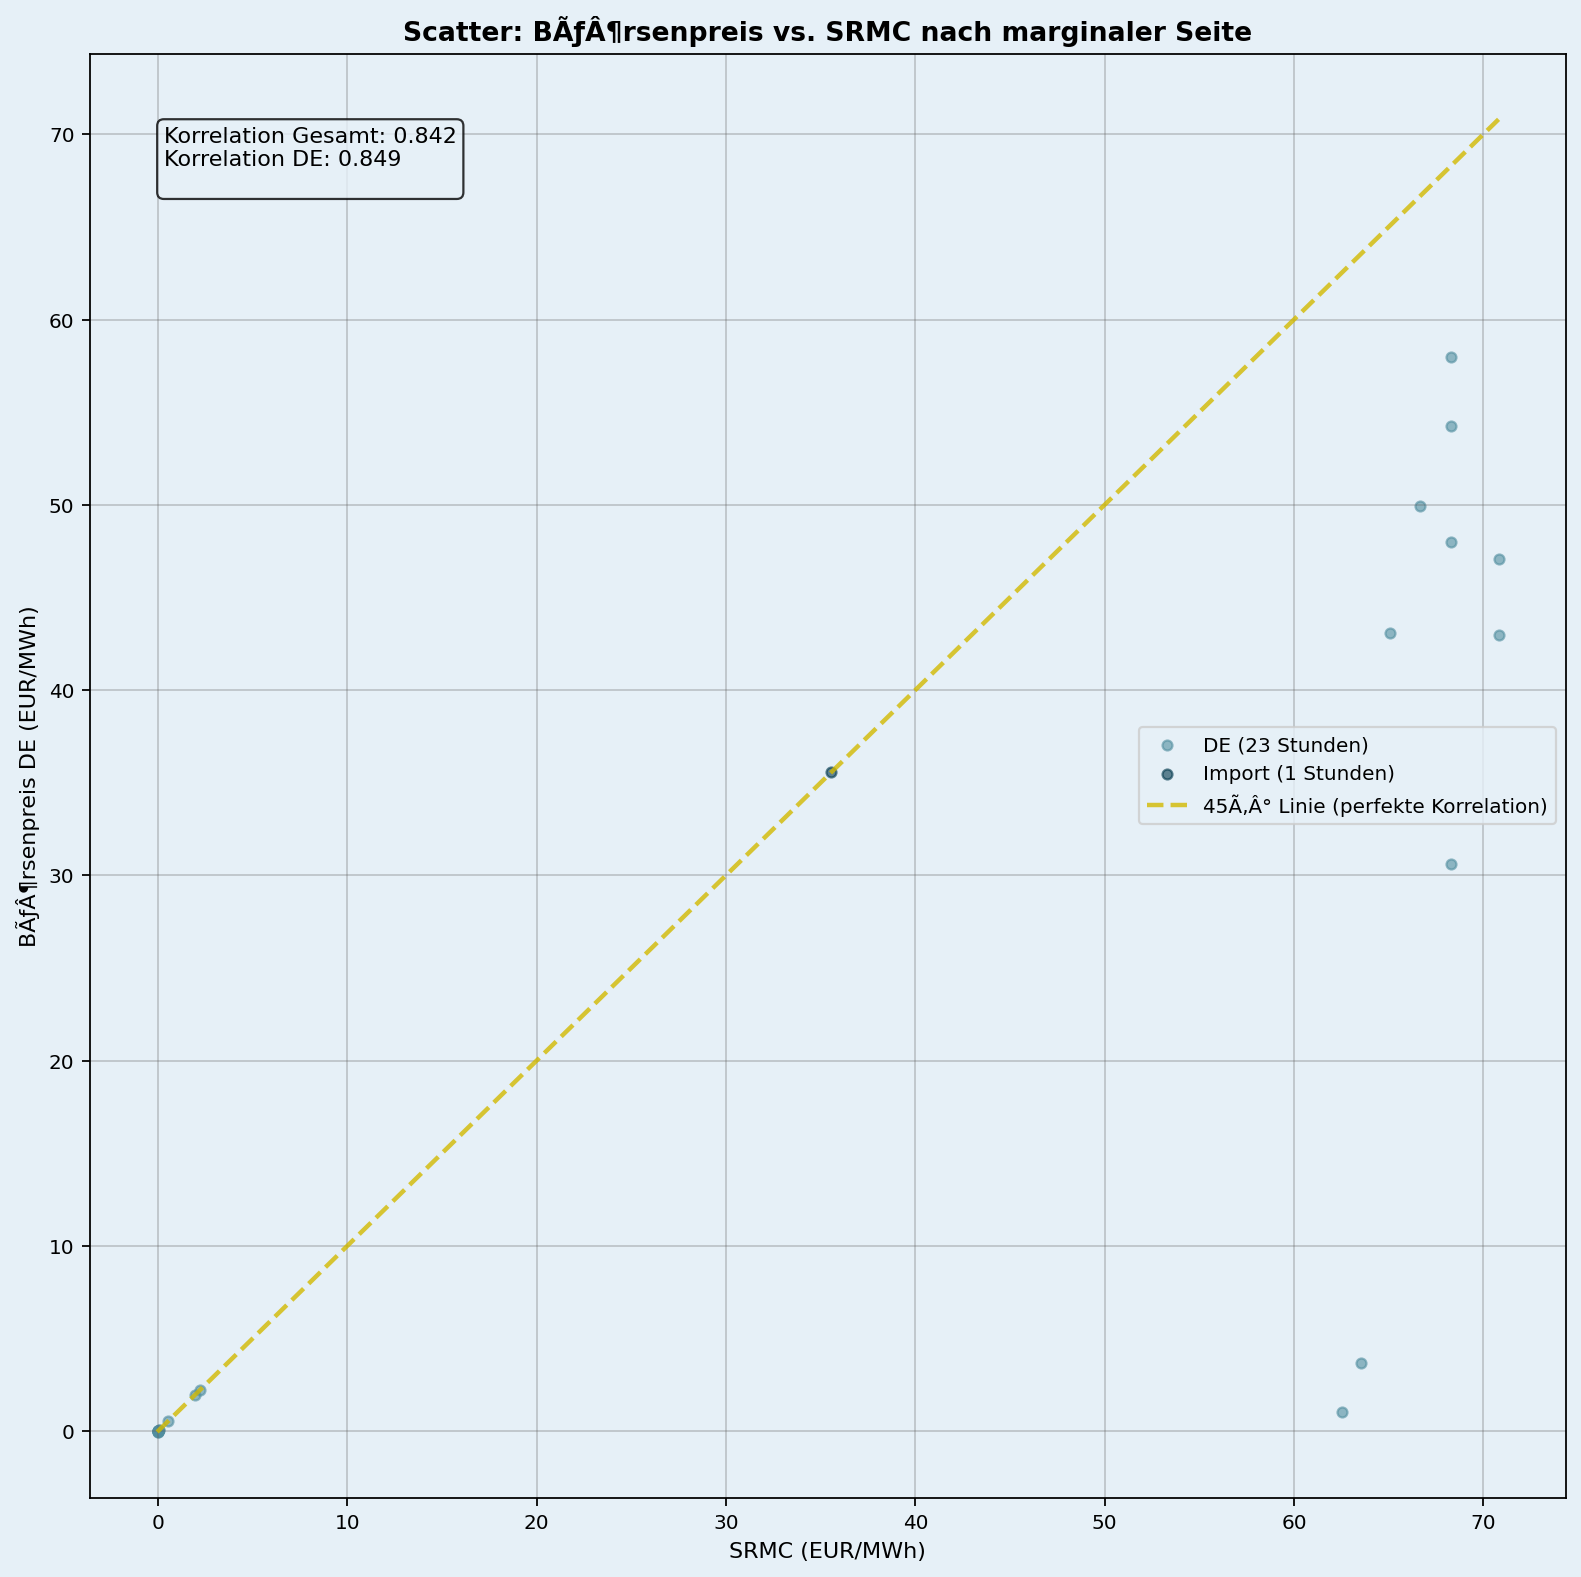 Scatter: BÃƒÂ¶rsenpreis vs. SRMC nach marginaler Seite
Korrelation Gesamt: 0.842
Korrelation DE: 0.849
BÃƒÂ¶rsenpreis DE (EUR/MWh)
70
60
50
40
30
20
10
0
DE (23 Stunden)
Import (1 Stunden)
45Ã‚Â° Linie (perfekte Korrelation)
0 10 20 30 40 50 60 70
SRMC (EUR/MWh)